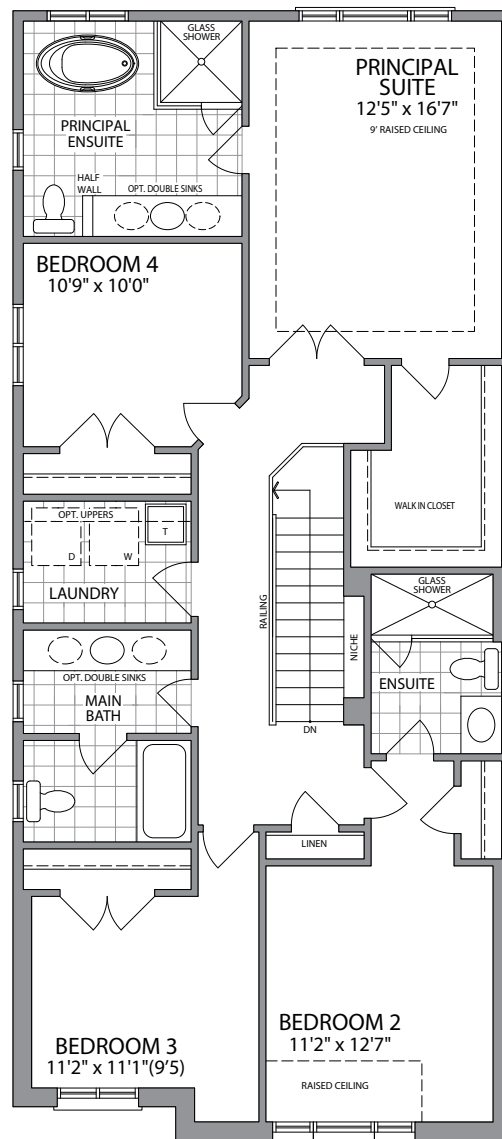 GLASS
SHOWER
PRINCIPAL
SUITE
12'5" x 16'7"
9' RAISED CEILING
PRINCIPAL
ENSUITE
HALF
WALL
OPT. DOUBLE SINKS
BEDROOM 4
10'9" x 10'0"
WALK IN CLOSET
OPT. UPPERS
D
W
T
LAUNDRY
RAILING
NICHE
DN
GLASS
SHOWER
ENSUITE
OPT. DOUBLE SINKS
MAIN
BATH
LINEN
BEDROOM 3
11'2" x 11'1"(9'5)
BEDROOM 2
11'2" x 12'7"
RAISED CEILING